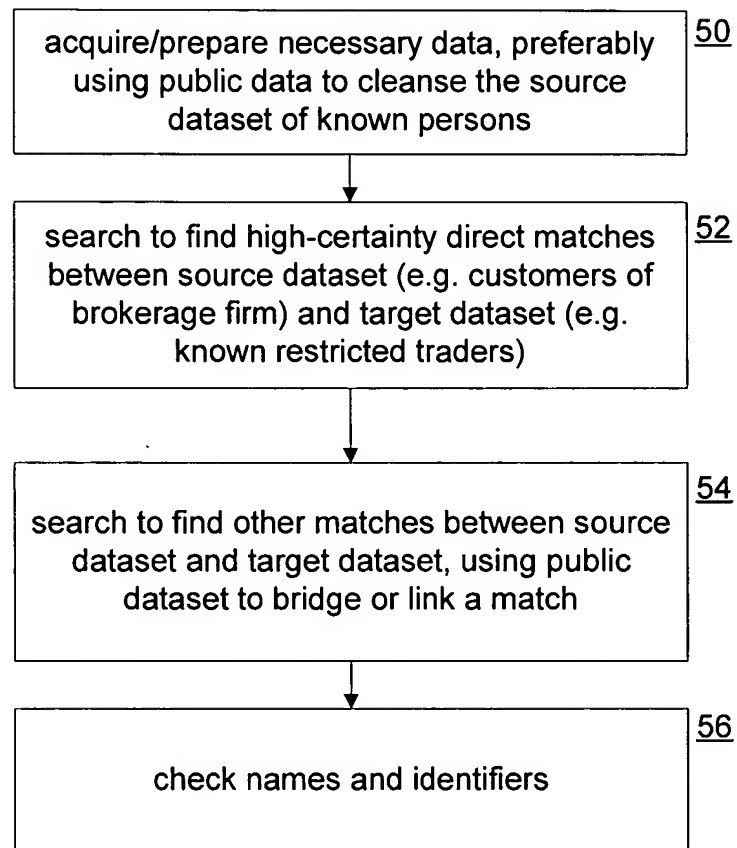 acquire/prepare necessary data, preferably
using public data to cleanse the source
dataset of known persons
50
search to find high-certainty direct matches
between source dataset (e.g. customers of
brokerage firm) and target dataset (e.g.
known restricted traders)
52
search to find other matches between source
dataset and target dataset, using public
dataset to bridge or link a match
54
check names and identifiers
56